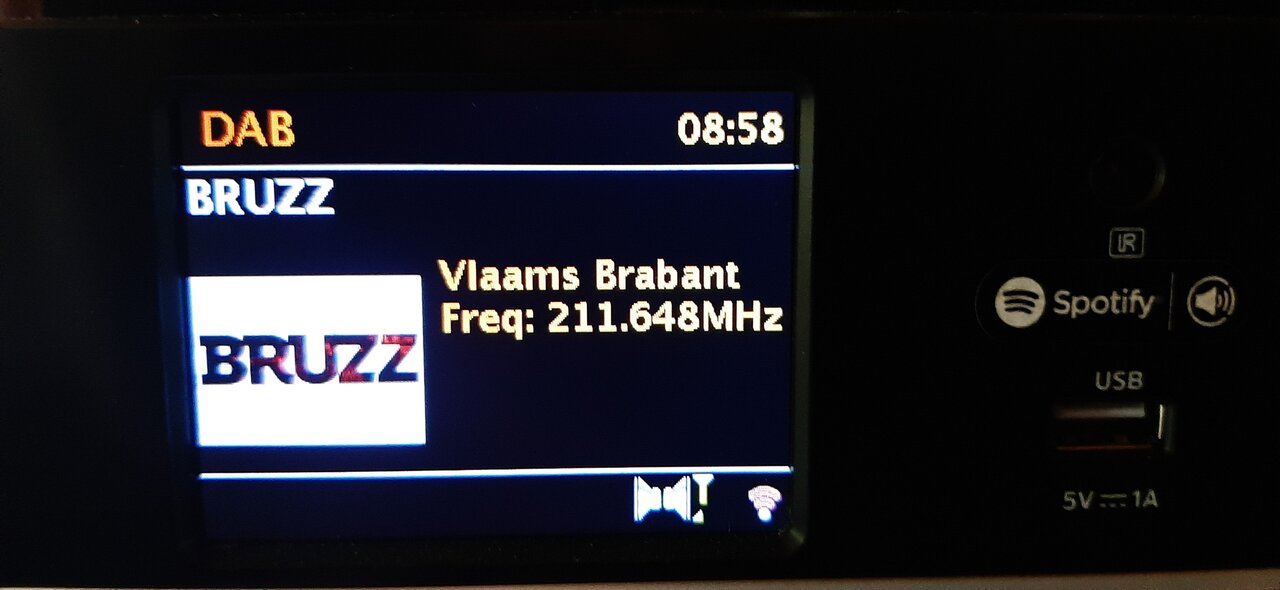 DAB 08:58
BRUZZ
Vlaams Brabant
Freq: 211.648MHz
BRUZZ
IR
Spotify
USB
5V⎓1A